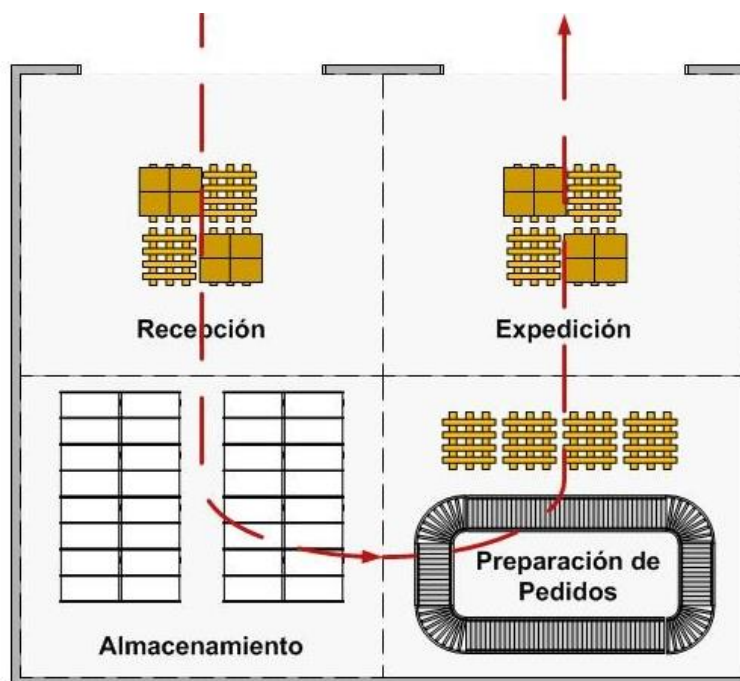 Recepción
Expedición
Almacenamiento
Preparación de
Pedidos